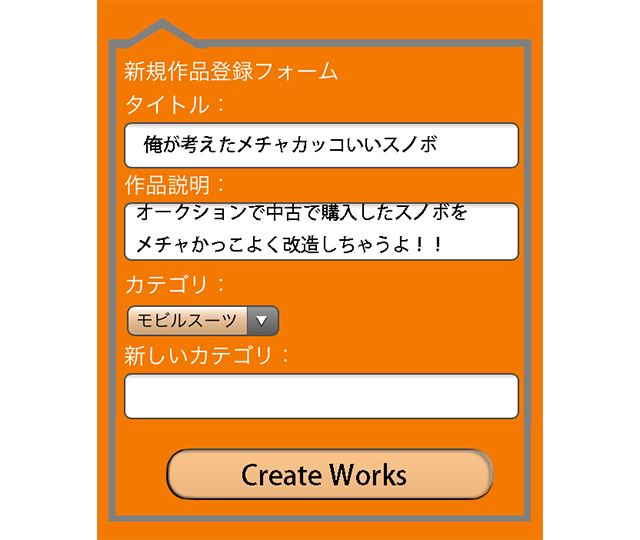 新規作品登録フォーム
タイトル：
俺が考えたメチャカッコいいスノボ
作品説明：
オークションで中古で購入したスノボを
メチャかっこよく改造しちゃうよ！！
カテゴリ：
モビルスーツ
新しいカテゴリ：
Create Works